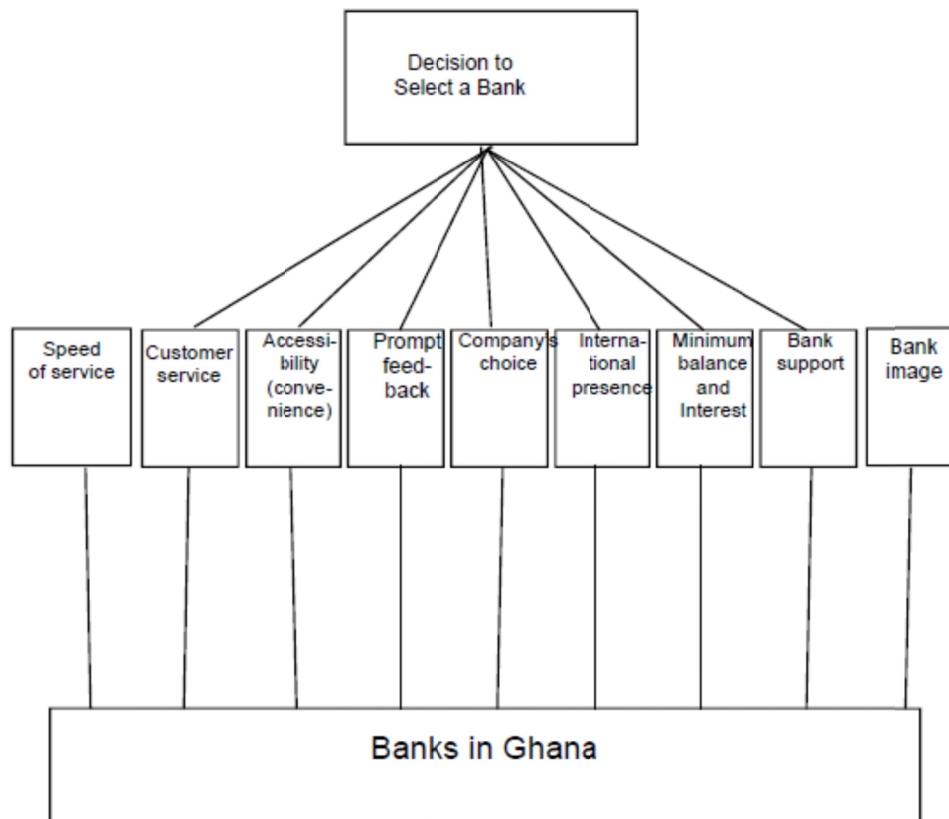 Decision to
Select a Bank
Speed
of service
Customer
service
Accessi-
bility
(conve-
nience)
Prompt
feed-
back
Company's
choice
Interna-
tional
presence
Minimum
balance
and
Interest
Bank
support
Bank
image
Banks in Ghana